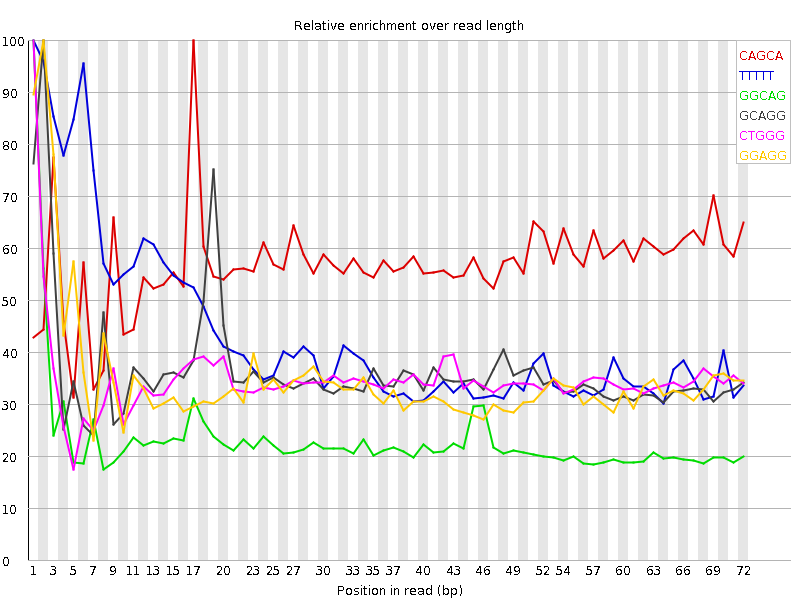 Relative enrichment over read length
100
90
80
70
60
50
40
30
20
10
0
CAGCA
TTTTT
GGCAG
GCAGG
CTGGG
GGAGG
1 3 5 7 9 11 13 15 17 20 23 25 27 30 33 35 37 40 43 46 49 52 54 57 60 63 66 69 72
Position in read (bp)